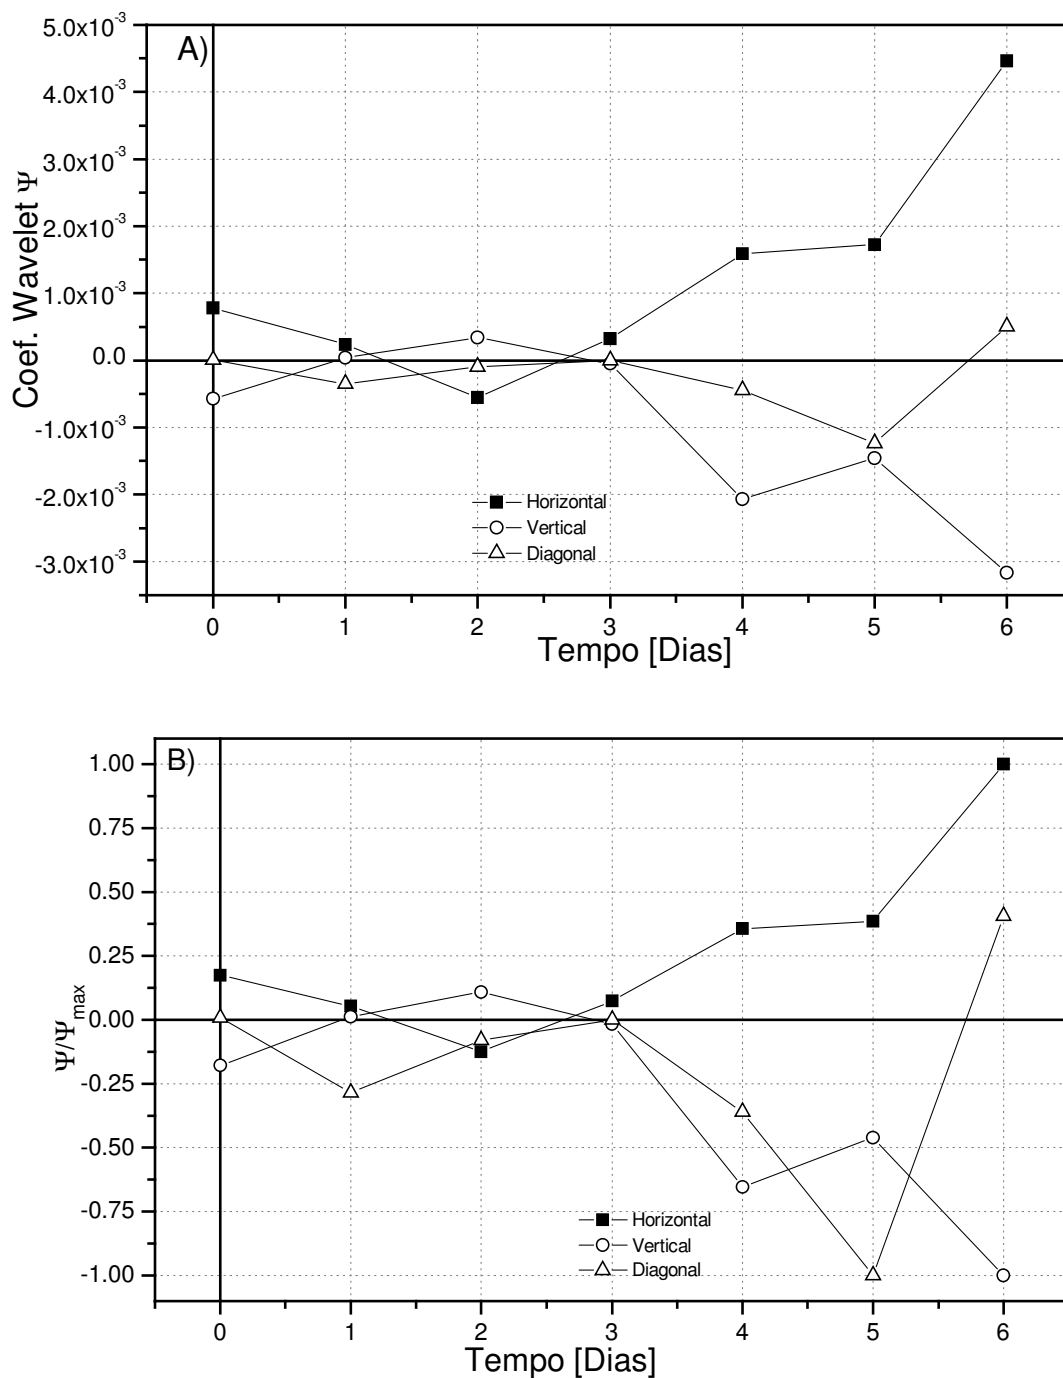 A)
Coef. Wavelet Ψ
5.0x10⁻³
4.0x10⁻³
3.0x10⁻³
2.0x10⁻³
1.0x10⁻³
0.0
-1.0x10⁻³
-2.0x10⁻³
-3.0x10⁻³
Horizontal
Vertical
Diagonal
0 1 2 3 4 5 6
Tempo [Dias]
B)
Ψ/Ψmax
1.00
0.75
0.50
0.25
0.00
-0.25
-0.50
-0.75
-1.00
Horizontal
Vertical
Diagonal
0 1 2 3 4 5 6
Tempo [Dias]